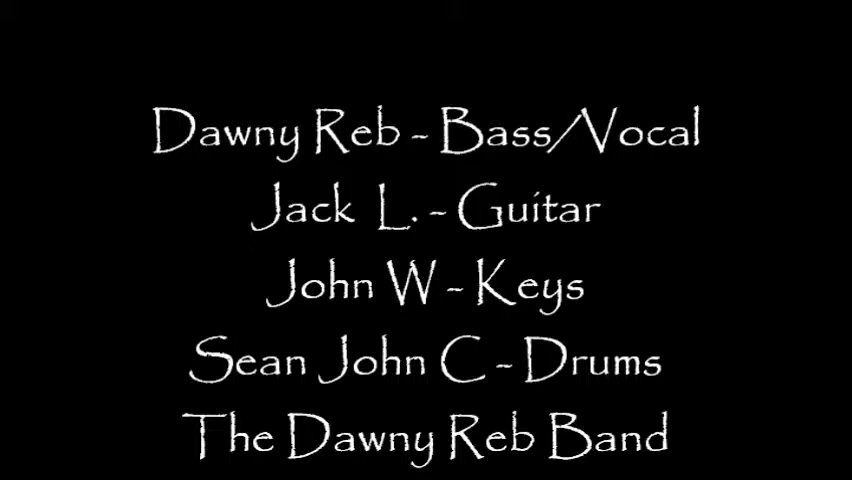 Dawny Reb - Bass/Vocal
Jack L. - Guitar
John W - Keys
Sean John C - Drums
The Dawny Reb Band